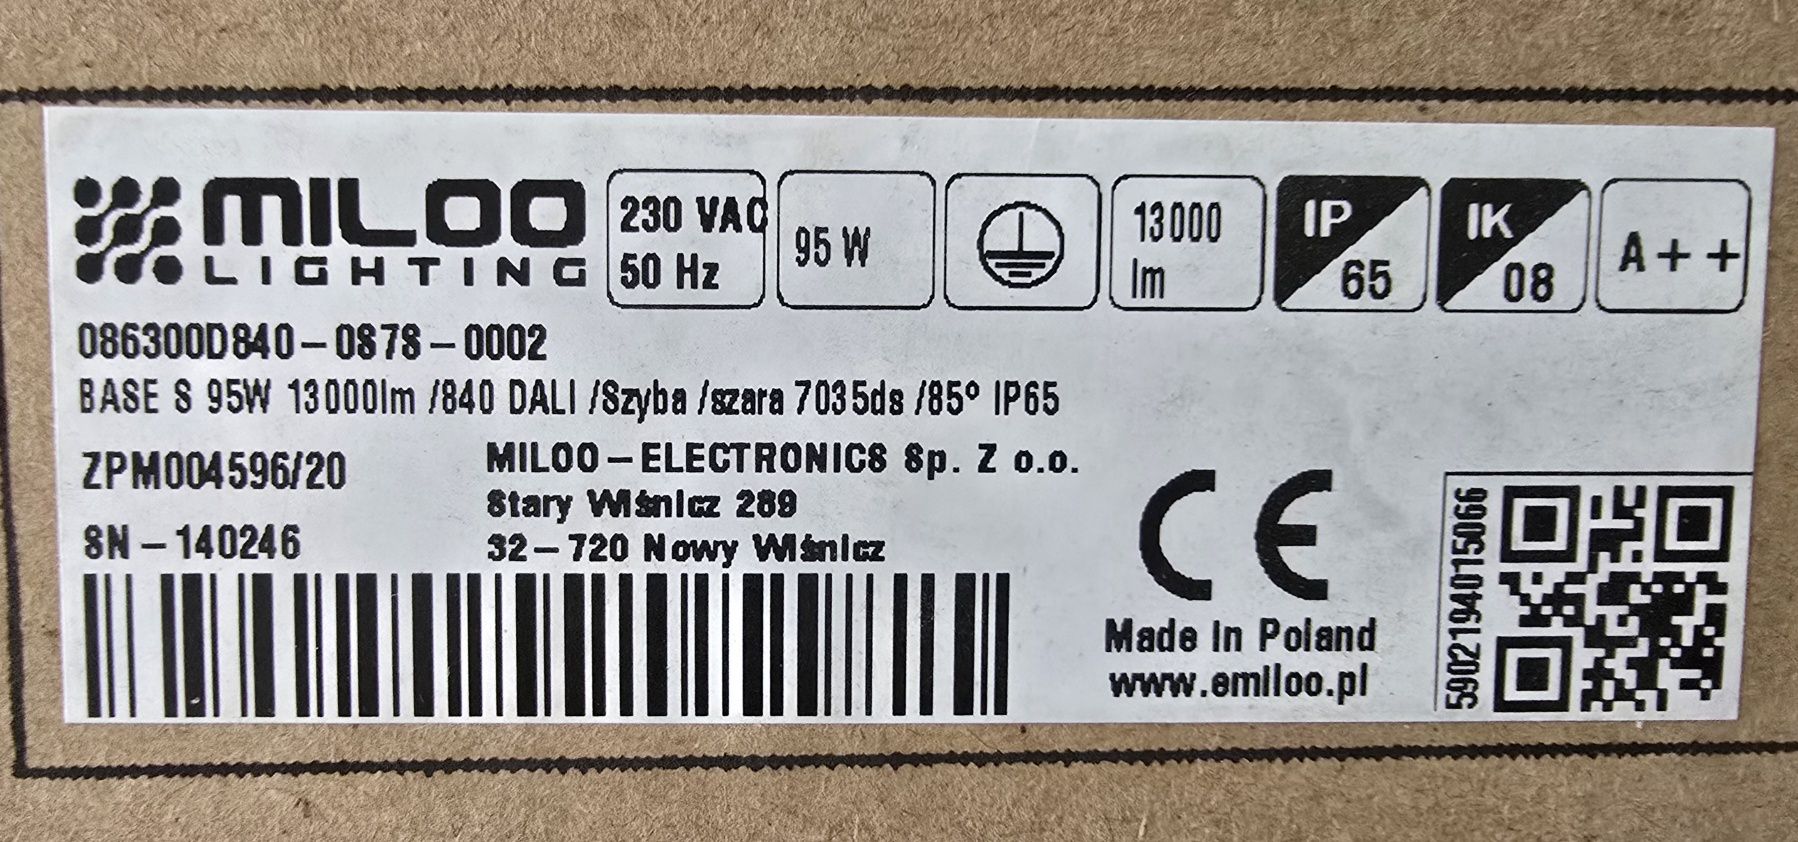 MILOO
LIGHTING
230 VAC
50 Hz
95 W
13000
lm
IP
65
IK
08
A++
086300D840-0S7S-0002
BASE S 95W 13000lm /840 DALI /Szyba /szara 7035ds /85° IP65
ZPM004596/20
SN-140246
MILOO-ELECTRONICS Sp. Z o.o.
Stary Wiśnicz 289
32-720 Nowy Wiśnicz
CE
Made in Poland
www.emiloo.pl
5902194015066